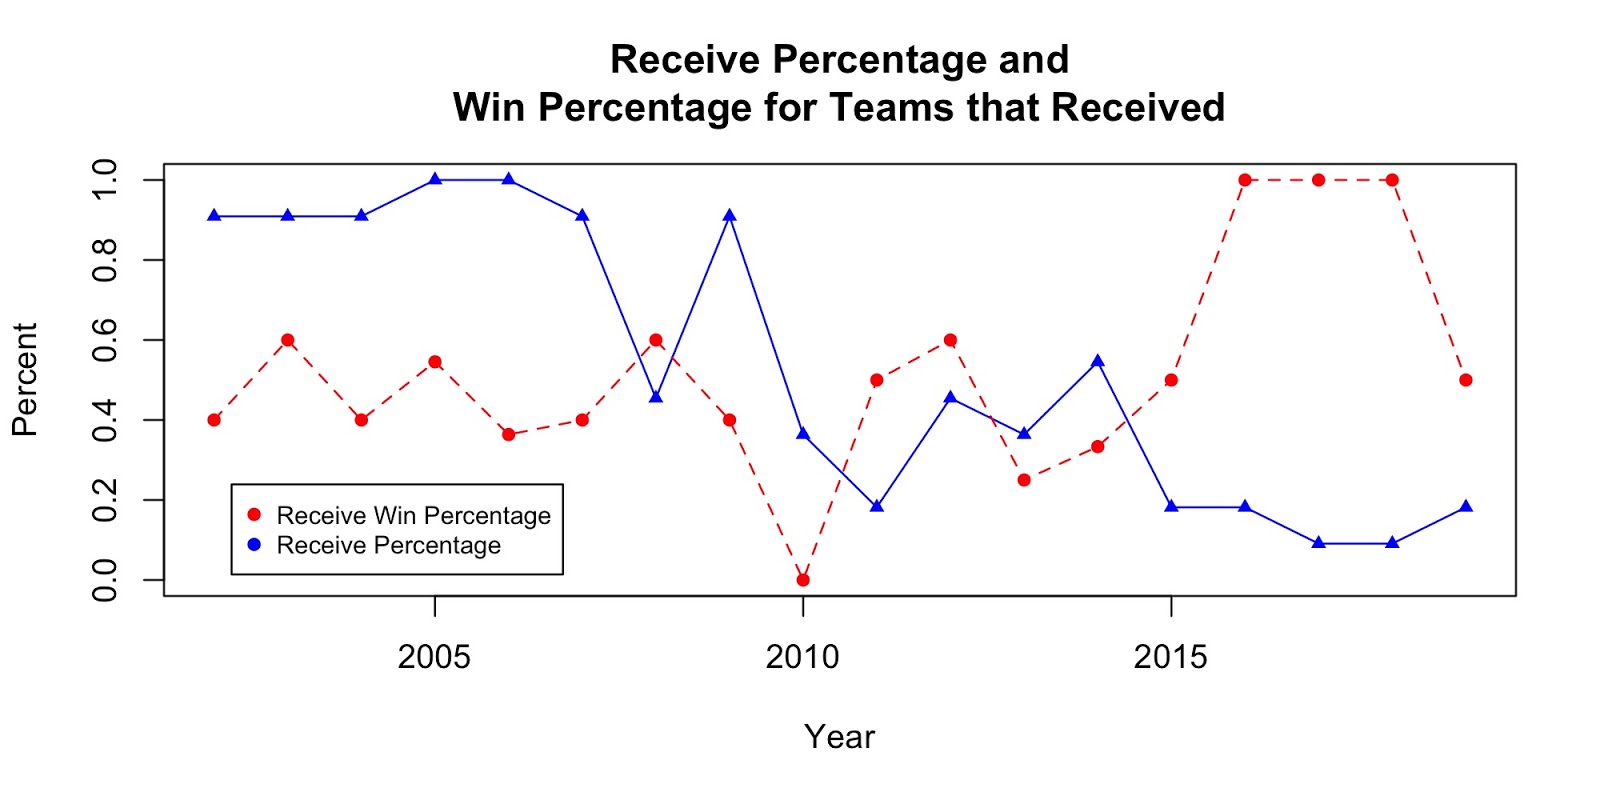 Receive Percentage and
Win Percentage for Teams that Received
Percent
1.0
0.8
0.6
0.4
0.2
0.0
Receive Win Percentage
Receive Percentage
2005 2010 2015
Year